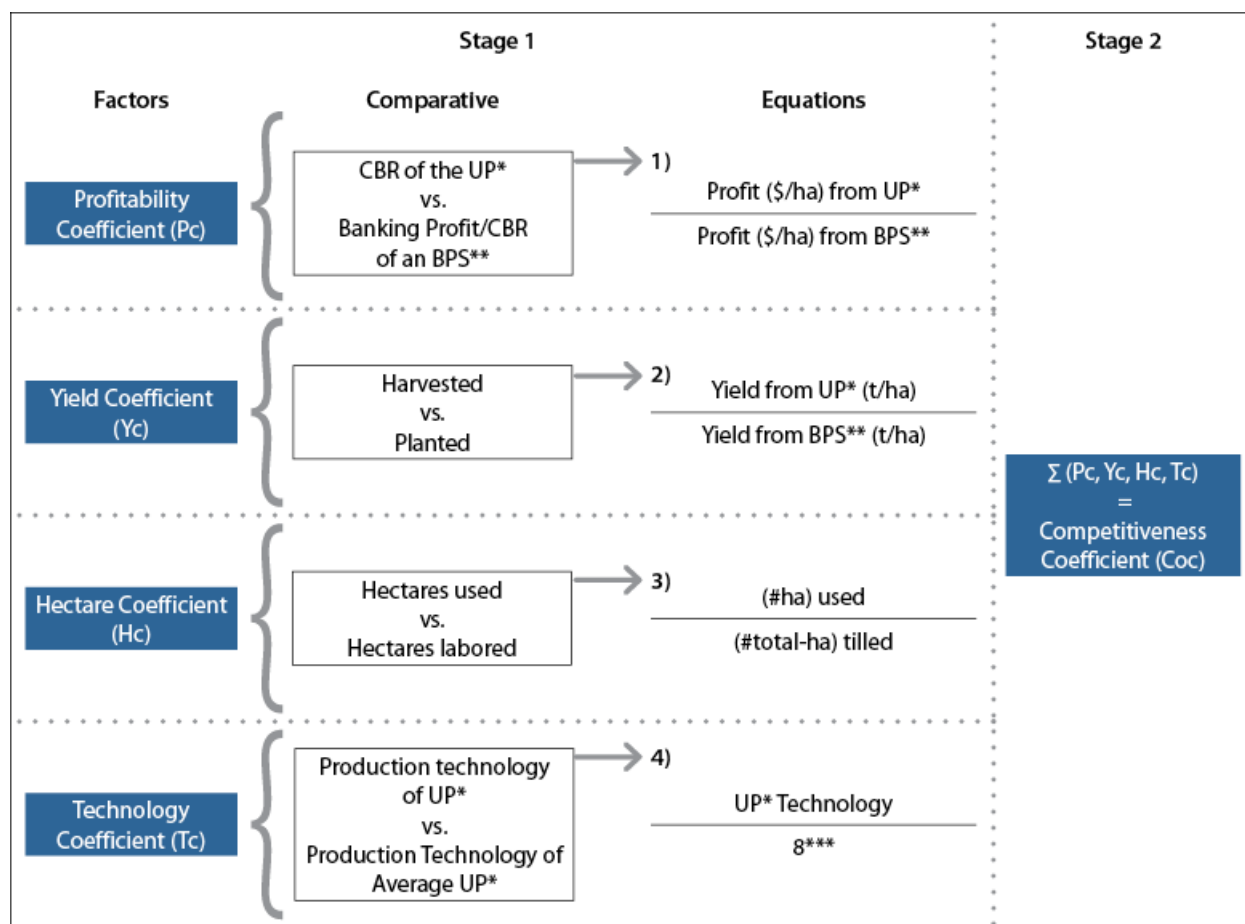 Stage 1
Stage 2
Factors
Comparative
Equations
Profitability
Coefficient (Pc)
CBR of the UP*
vs.
Banking Profit/CBR
of an BPS**
1)
Profit ($/ha) from UP*
Profit ($/ha) from BPS**
Yield Coefficient
(Yc)
Harvested
vs.
Planted
2)
Yield from UP* (t/ha)
Yield from BPS** (t/ha)
Hectare Coefficient
(Hc)
Hectares used
vs.
Hectares labored
3)
(#ha) used
(#total-ha) tilled
Technology
Coefficient (Tc)
Production technology
of UP*
vs.
Production Technology of
Average UP*
4)
UP* Technology
8***
Σ (Pc, Yc, Hc, Tc)
=
Competitiveness
Coefficient (Coc)